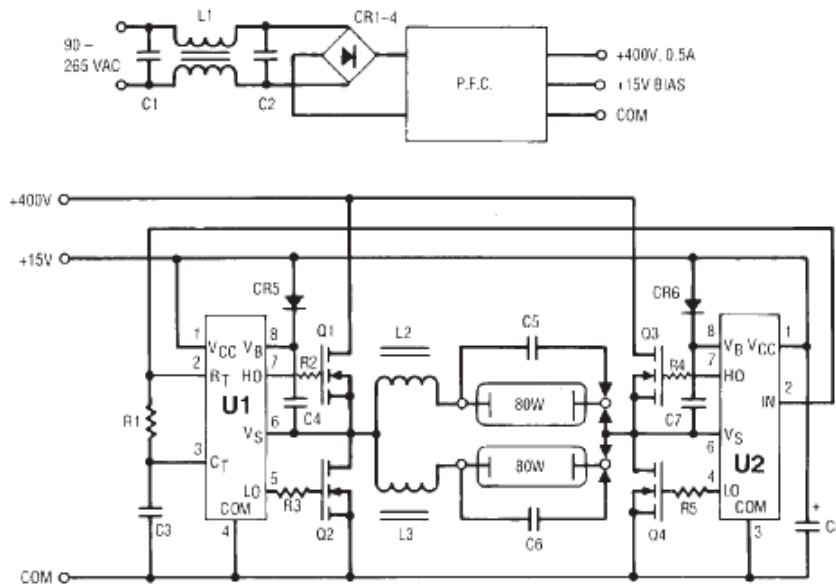 L1
CR1-4
90 –
265 VAC
C1
C2
P.F.C.
+400V, 0.5A
+15V BIAS
COM
+400V
+15V
CR5
CR6
1
2
3
4
5
6
7
8
VCC
VB
RT
HO
U1
VS
CT
LO
COM
R1
R2
R3
C3
C4
Q1
Q2
L2
L3
C5
80W
80W
C6
Q3
Q4
R4
R5
C7
8
7
6
4
1
2
3
VB
VCC
HO
IN
VS
U2
LO
COM
+
COM